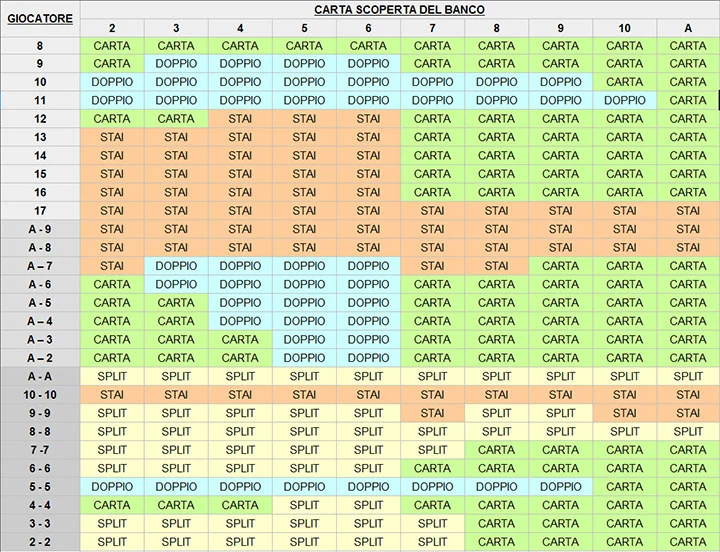 GIOCATORE CARTA SCOPERTA DEL BANCO
2 3 4 5 6 7 8 9 10 A
8 CARTA CARTA CARTA CARTA CARTA CARTA CARTA CARTA CARTA CARTA
9 CARTA DOPPIO DOPPIO DOPPIO DOPPIO CARTA CARTA CARTA CARTA CARTA
10 DOPPIO DOPPIO DOPPIO DOPPIO DOPPIO DOPPIO DOPPIO DOPPIO CARTA CARTA
11 DOPPIO DOPPIO DOPPIO DOPPIO DOPPIO DOPPIO DOPPIO DOPPIO DOPPIO CARTA
12 CARTA CARTA STAI STAI STAI CARTA CARTA CARTA CARTA CARTA
13 STAI STAI STAI STAI STAI CARTA CARTA CARTA CARTA CARTA
14 STAI STAI STAI STAI STAI CARTA CARTA CARTA CARTA CARTA
15 STAI STAI STAI STAI STAI CARTA CARTA CARTA CARTA CARTA
16 STAI STAI STAI STAI STAI CARTA CARTA CARTA CARTA CARTA
17 STAI STAI STAI STAI STAI STAI STAI STAI STAI STAI
A - 9 STAI STAI STAI STAI STAI STAI STAI STAI STAI STAI
A - 8 STAI STAI STAI STAI STAI STAI STAI STAI STAI STAI
A – 7 STAI DOPPIO DOPPIO DOPPIO DOPPIO STAI STAI CARTA CARTA CARTA
A - 6 CARTA DOPPIO DOPPIO DOPPIO DOPPIO CARTA CARTA CARTA CARTA CARTA
A - 5 CARTA CARTA DOPPIO DOPPIO DOPPIO CARTA CARTA CARTA CARTA CARTA
A – 4 CARTA CARTA DOPPIO DOPPIO DOPPIO CARTA CARTA CARTA CARTA CARTA
A – 3 CARTA CARTA CARTA DOPPIO DOPPIO CARTA CARTA CARTA CARTA CARTA
A – 2 CARTA CARTA CARTA DOPPIO DOPPIO CARTA CARTA CARTA CARTA CARTA
A - A SPLIT SPLIT SPLIT SPLIT SPLIT SPLIT SPLIT SPLIT SPLIT SPLIT
10 - 10 STAI STAI STAI STAI STAI STAI STAI STAI STAI STAI
9 - 9 SPLIT SPLIT SPLIT SPLIT SPLIT STAI SPLIT SPLIT STAI STAI
8 - 8 SPLIT SPLIT SPLIT SPLIT SPLIT SPLIT SPLIT SPLIT SPLIT SPLIT
7 -7 SPLIT SPLIT SPLIT SPLIT SPLIT SPLIT CARTA CARTA CARTA CARTA
6 - 6 SPLIT SPLIT SPLIT SPLIT SPLIT CARTA CARTA CARTA CARTA CARTA
5 - 5 DOPPIO DOPPIO DOPPIO DOPPIO DOPPIO DOPPIO DOPPIO DOPPIO CARTA CARTA
4 - 4 CARTA CARTA CARTA SPLIT SPLIT CARTA CARTA CARTA CARTA CARTA
3 - 3 SPLIT SPLIT SPLIT SPLIT SPLIT SPLIT CARTA CARTA CARTA CARTA
2 - 2 SPLIT SPLIT SPLIT SPLIT SPLIT SPLIT CARTA CARTA CARTA CARTA